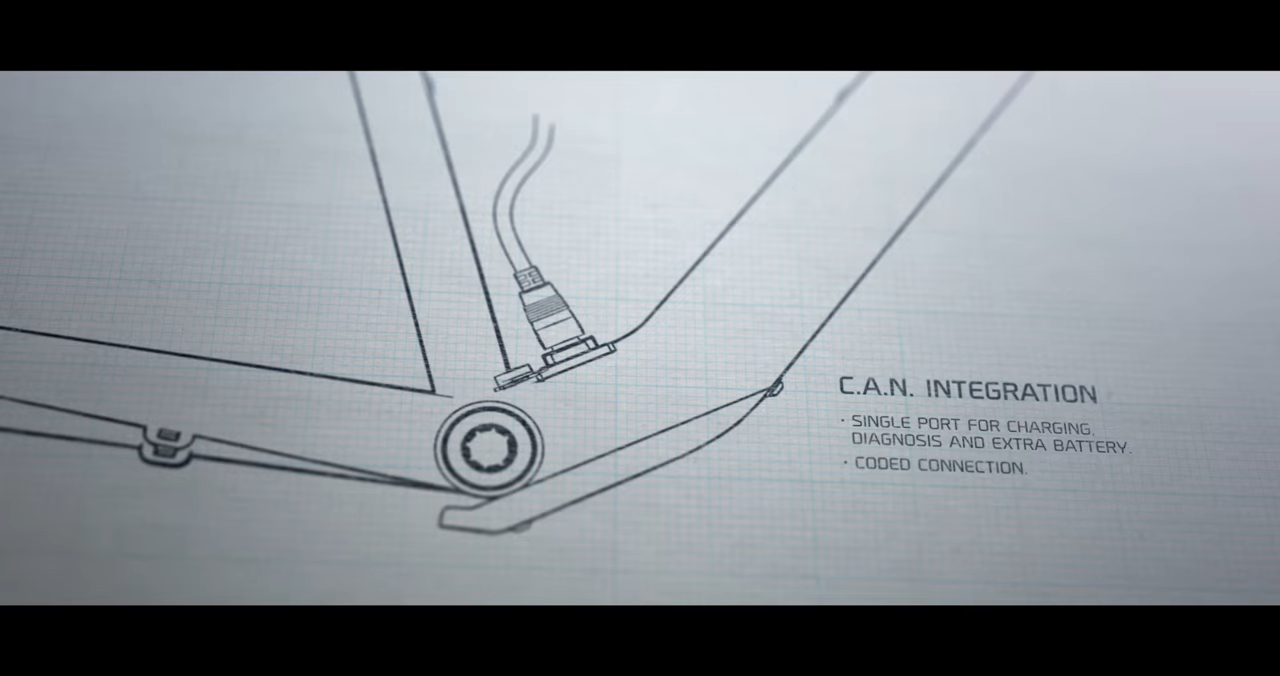 C.A.N. INTEGRATION
· SINGLE PORT FOR CHARGING,
DIAGNOSIS AND EXTRA BATTERY.
· CODED CONNECTION.